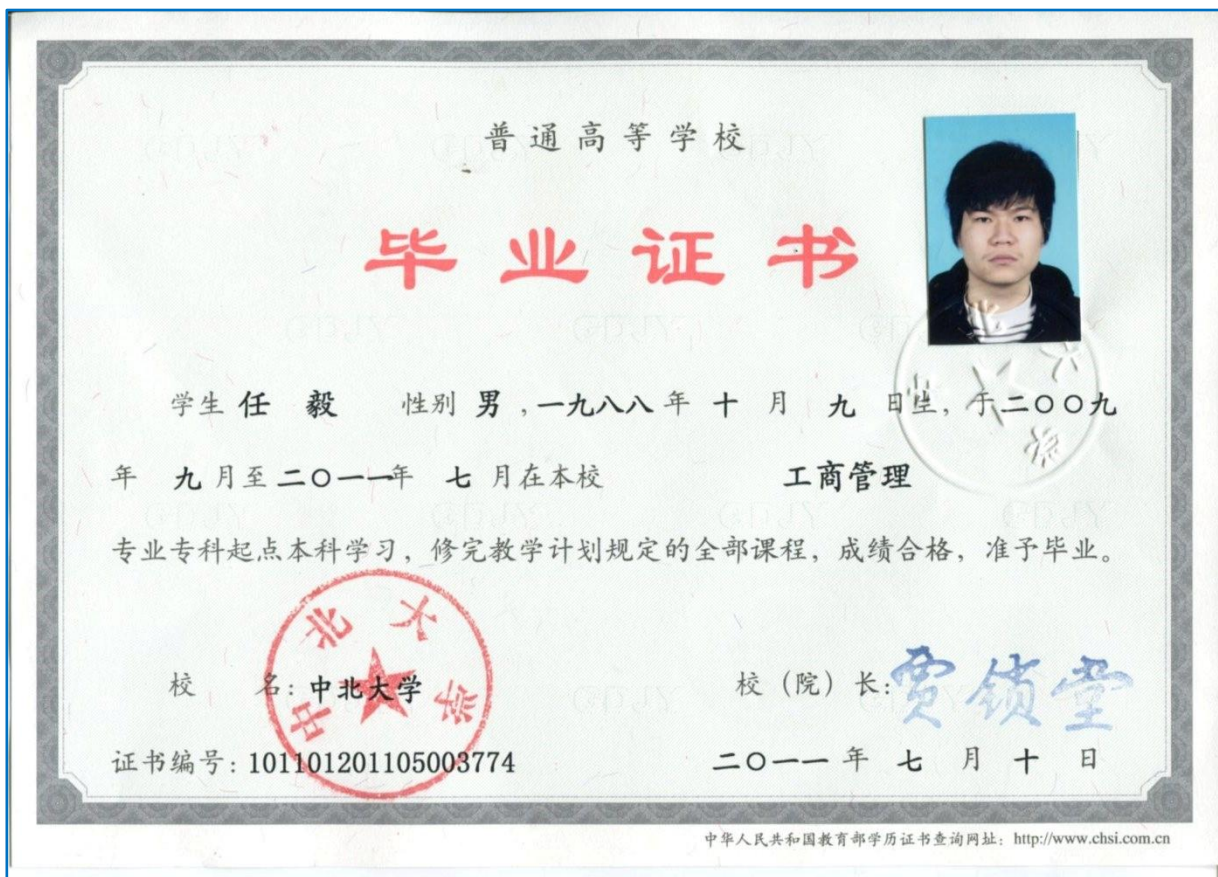 普通高等学校
毕业证书
学生 任 毅 性别 男 ,一九八八 年 十 月 九 日生, 于二〇〇九
年 九 月至 二〇一一年 七 月在本校 工商管理
专业专科起点本科学习, 修完教学计划规定的全部课程, 成绩合格, 准予毕业。
校 名: 中北大学 校 (院) 长: 贾锁堂
中北大学
证书编号: 101101201105003774 二〇一一 年 七 月 十 日
中华人民共和国教育部学历证书查询网址: http://www.chsi.com.cn